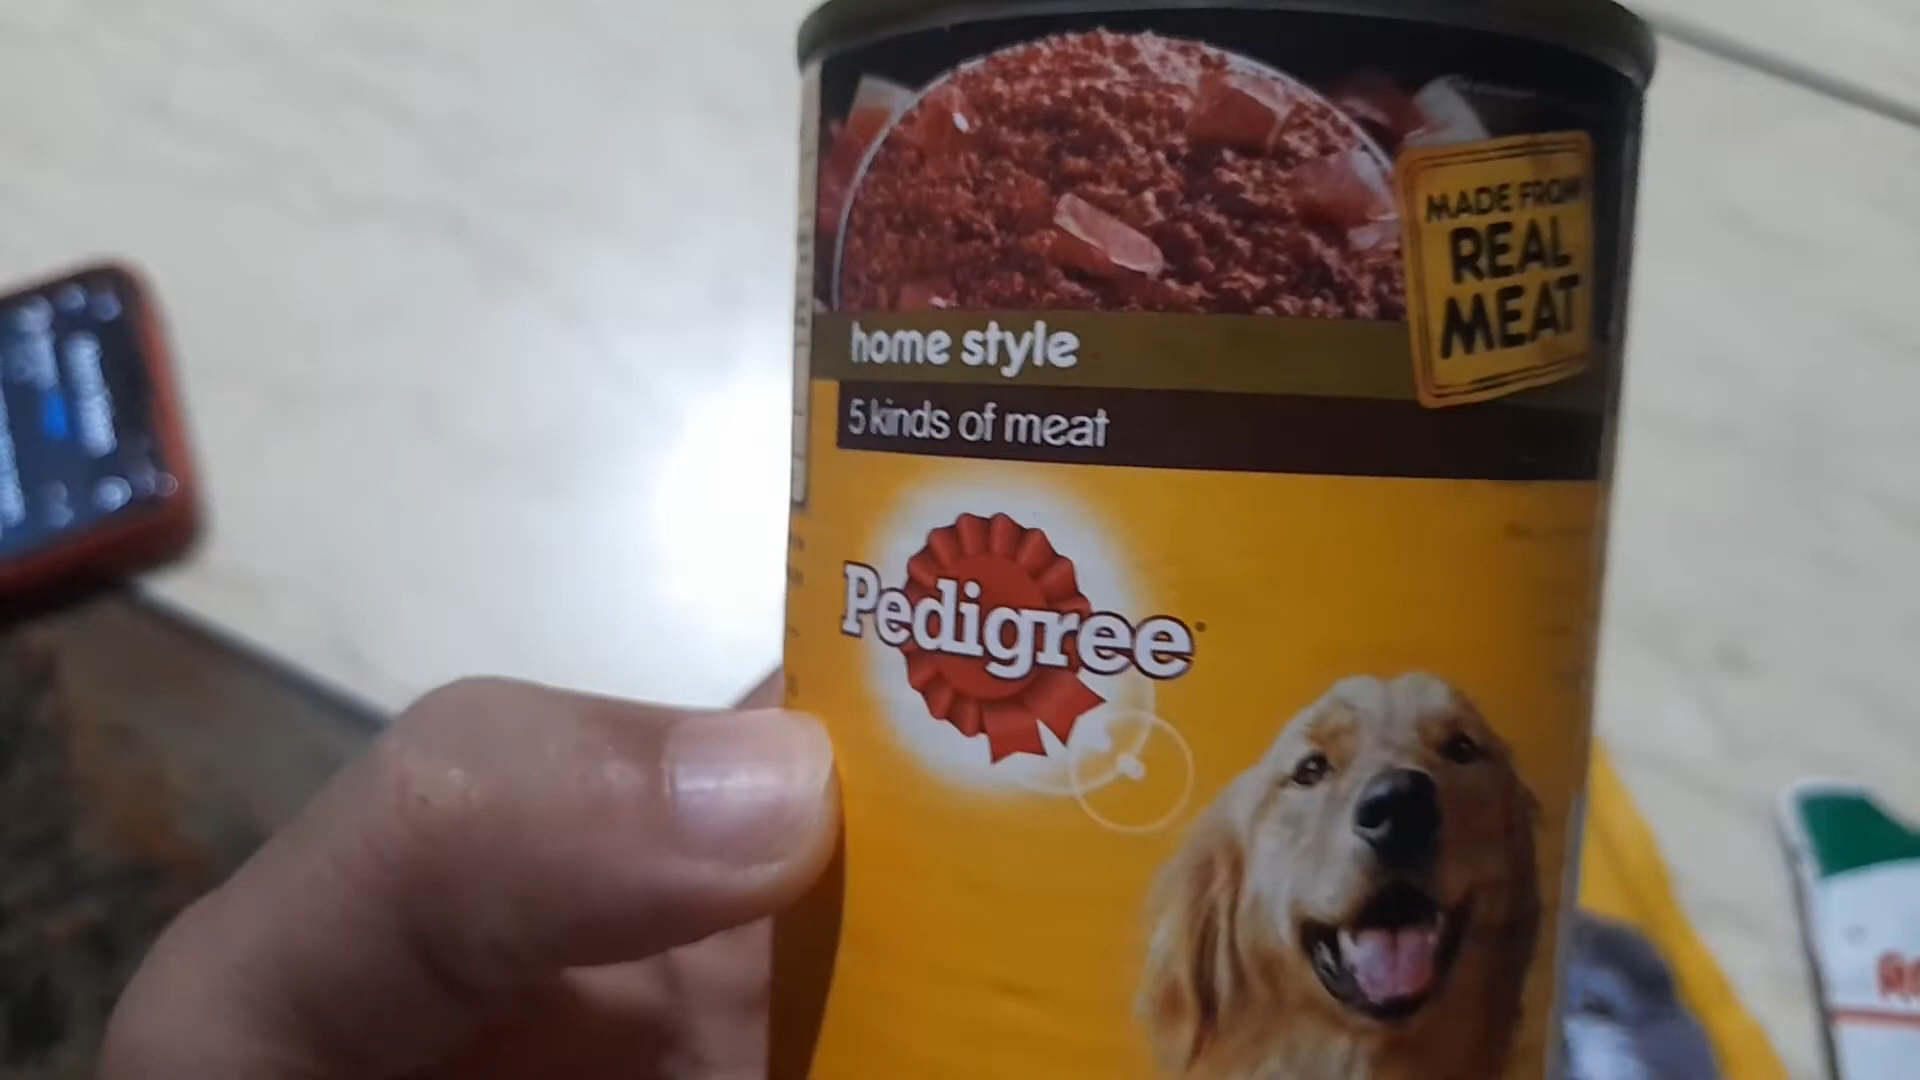 MADE FROM
REAL
MEAT
home style
5 kinds of meat
Pedigree